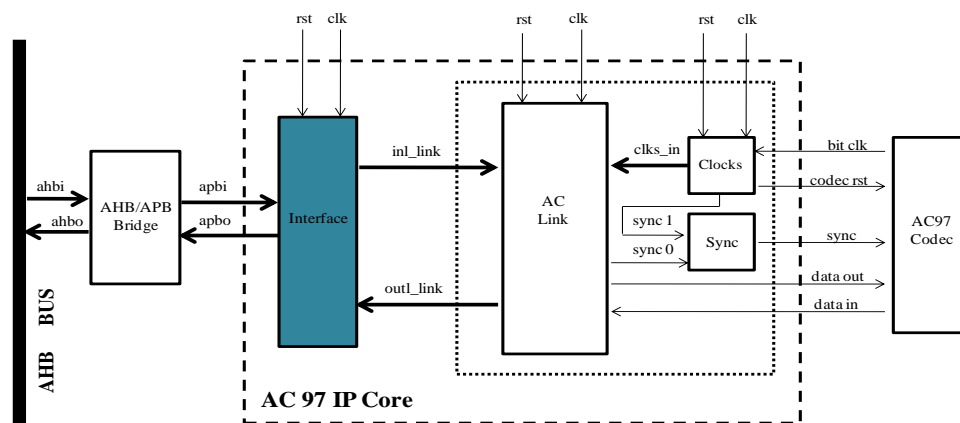 rst
clk
rst
clk
rst
clk
ahbi
ahbo
AHB/APB
Bridge
apbi
apbo
Interface
inl_link
outl_link
AC
Link
clks_in
Clocks
sync 1
sync 0
Sync
bit clk
codec rst
sync
data out
data in
AC97
Codec
AHB BUS
AC 97 IP Core